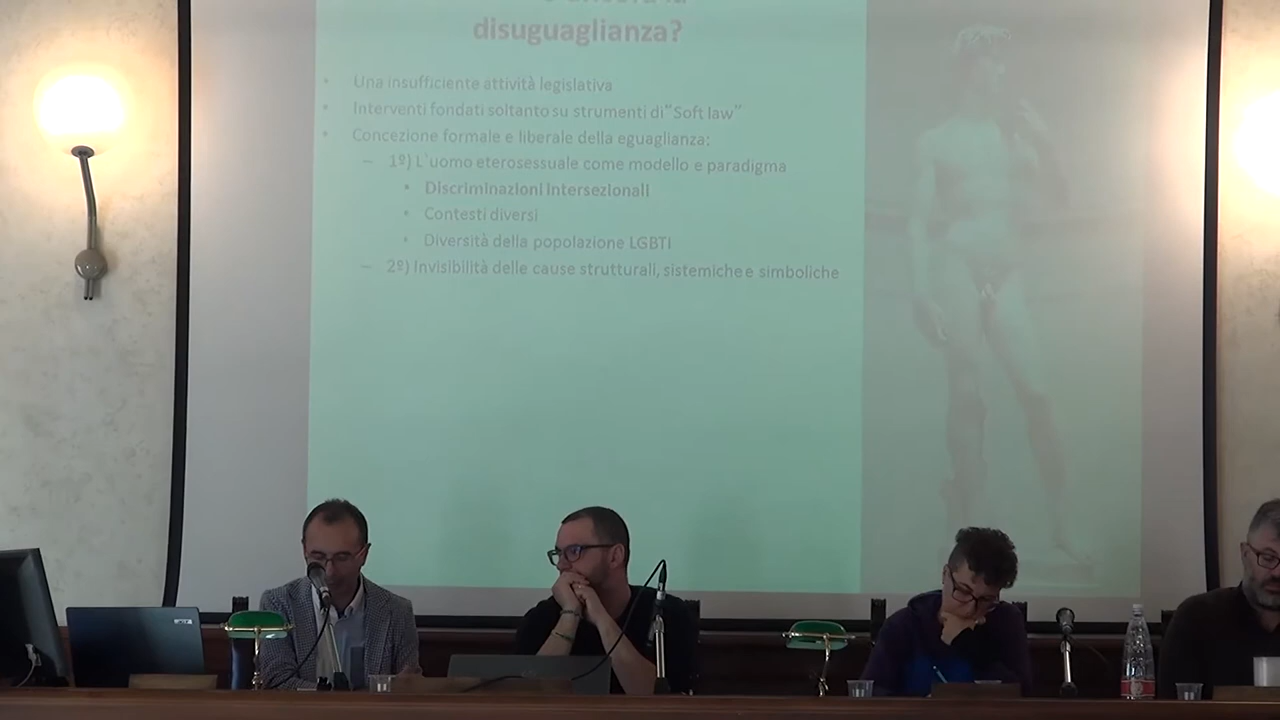 disuguaglianza?
• Una insufficiente attività legislativa
• Interventi fondati soltanto su strumenti di"Soft law"
• Concezione formale e liberale della eguaglianza:
– 1º) L'uomo eterosessuale come modello e paradigma
• Discriminazioni intersezionali
• Contesti diversi
• Diversità della popolazione LGBTI
– 2º) Invisibilità delle cause strutturali, sistemiche e simboliche